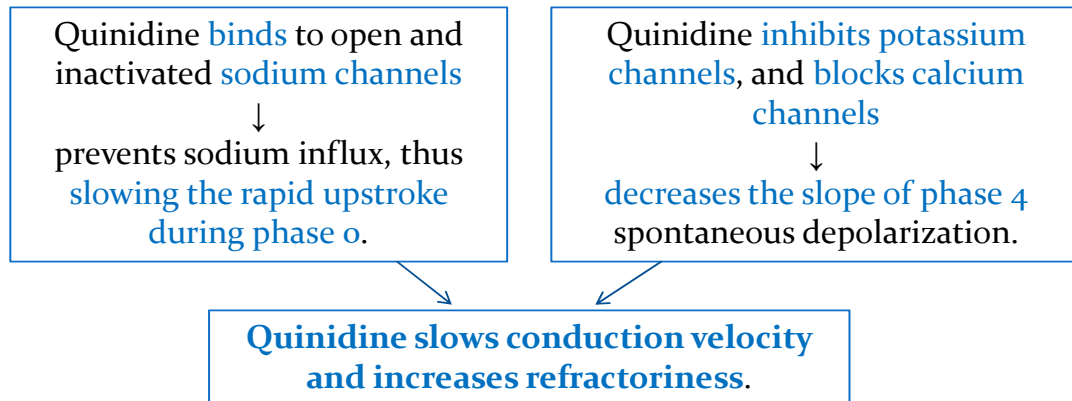 Quinidine binds to open and
inactivated sodium channels
↓
prevents sodium influx, thus
slowing the rapid upstroke
during phase 0.
Quinidine inhibits potassium
channels, and blocks calcium
channels
↓
decreases the slope of phase 4
spontaneous depolarization.
Quinidine slows conduction velocity
and increases refractoriness.